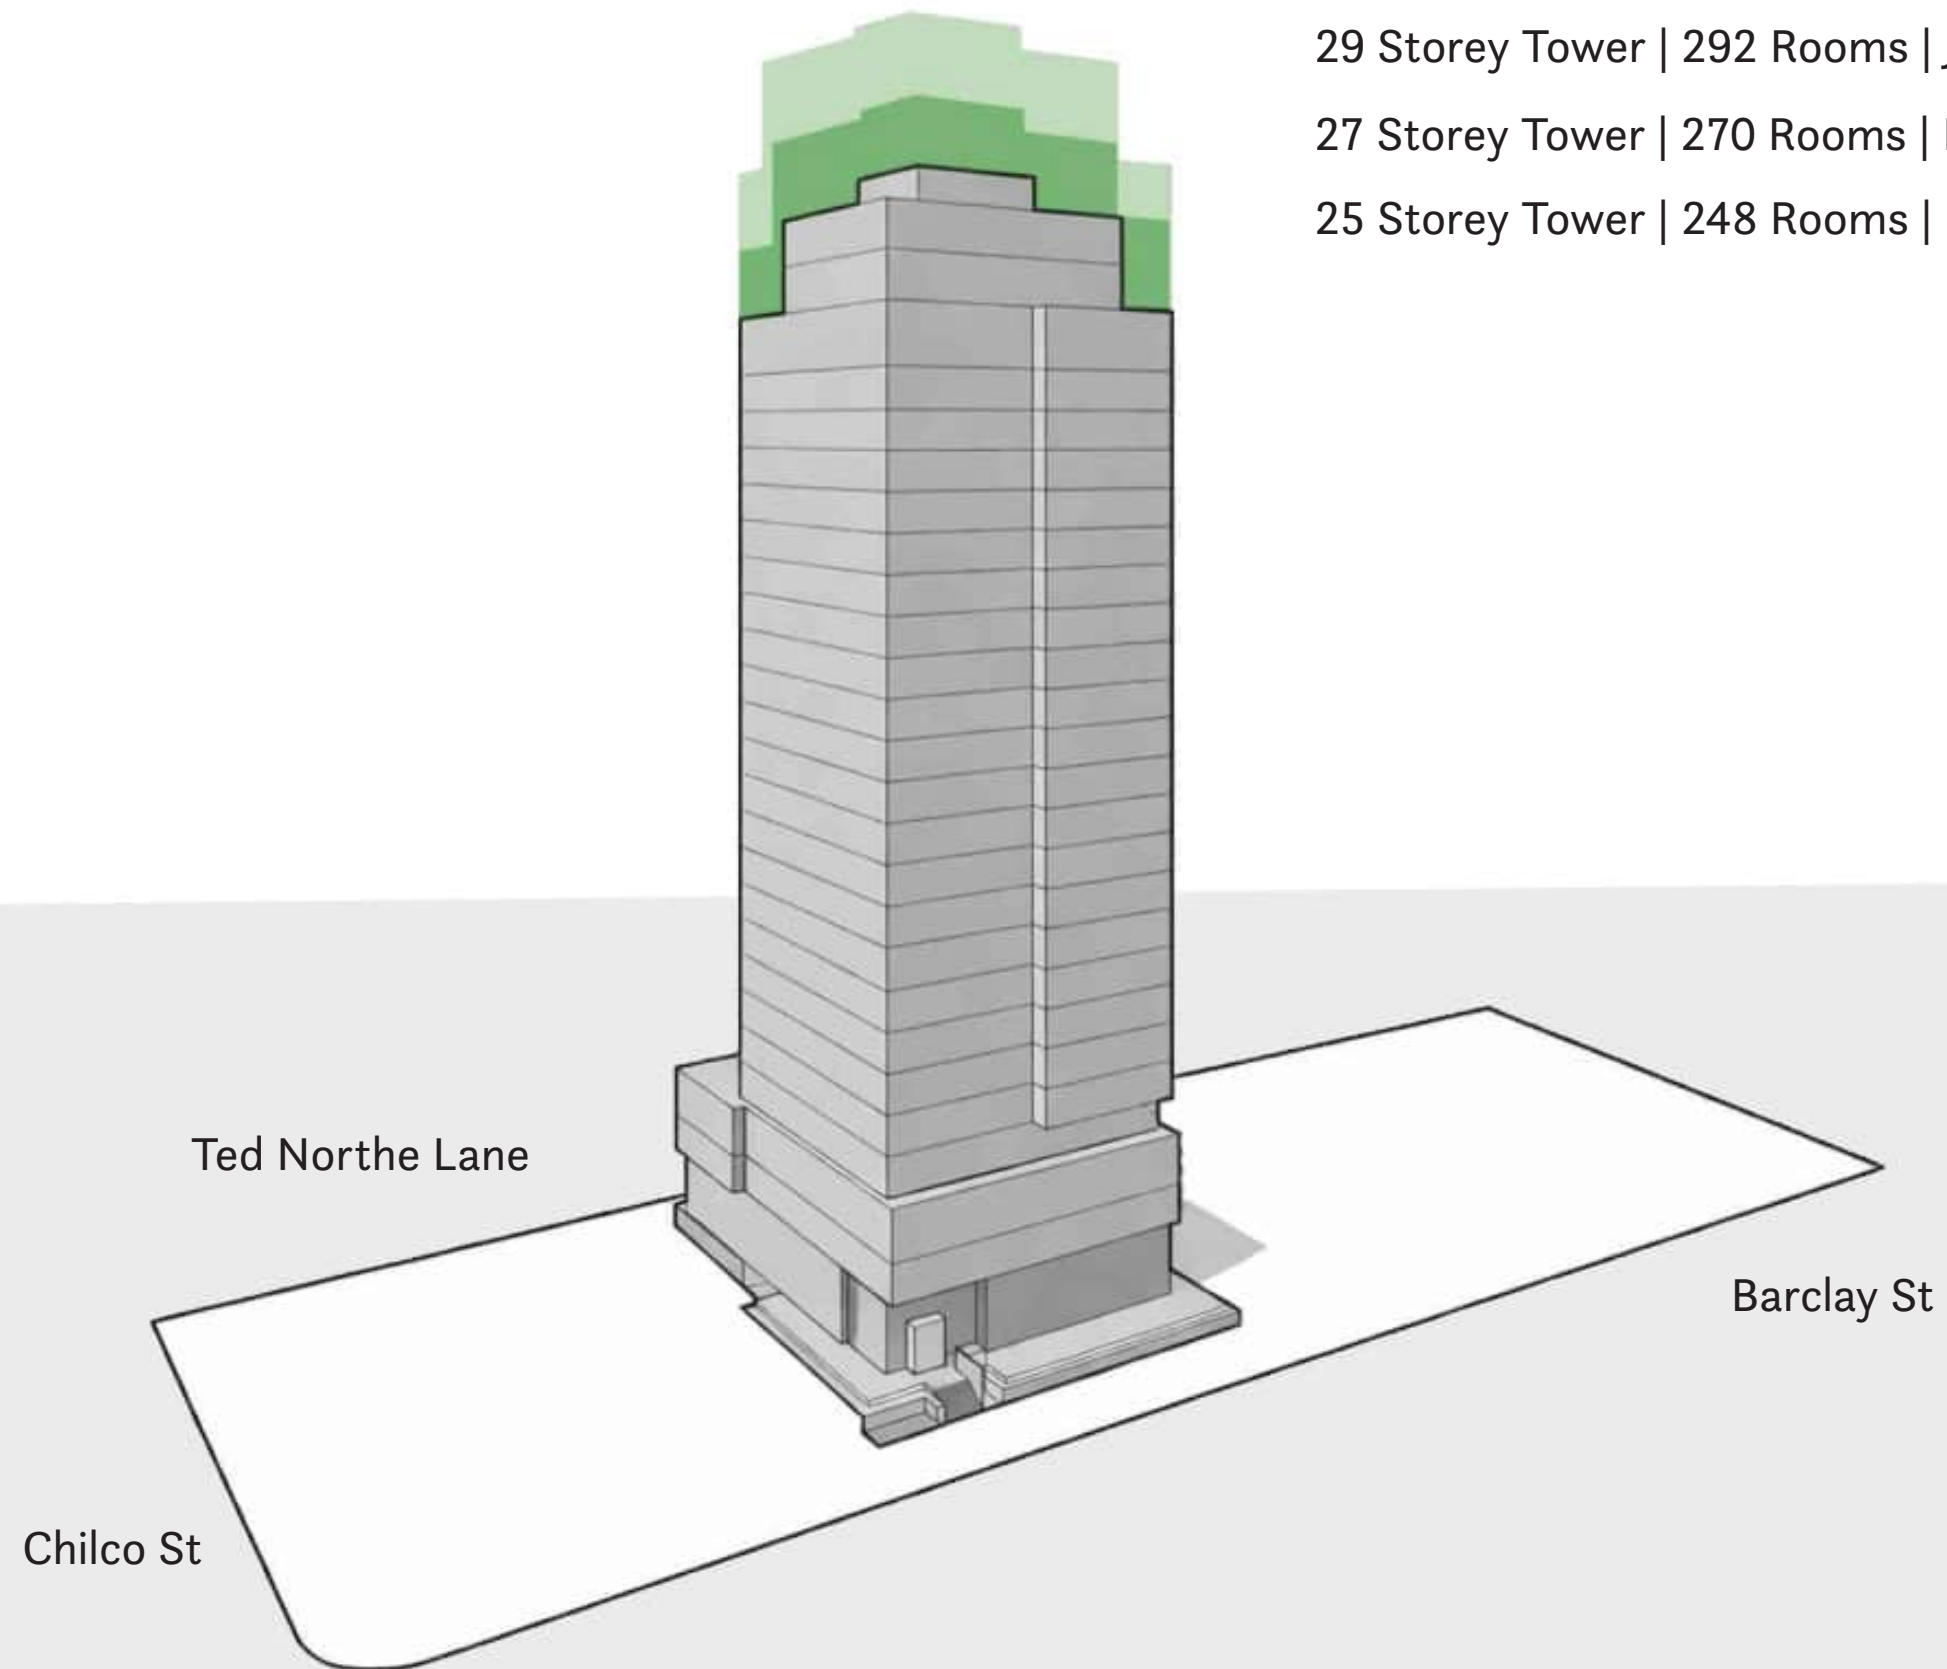 29 Storey Tower | 292 Rooms |
27 Storey Tower | 270 Rooms |
25 Storey Tower | 248 Rooms |
Ted Northe Lane
Barclay St
Chilco St